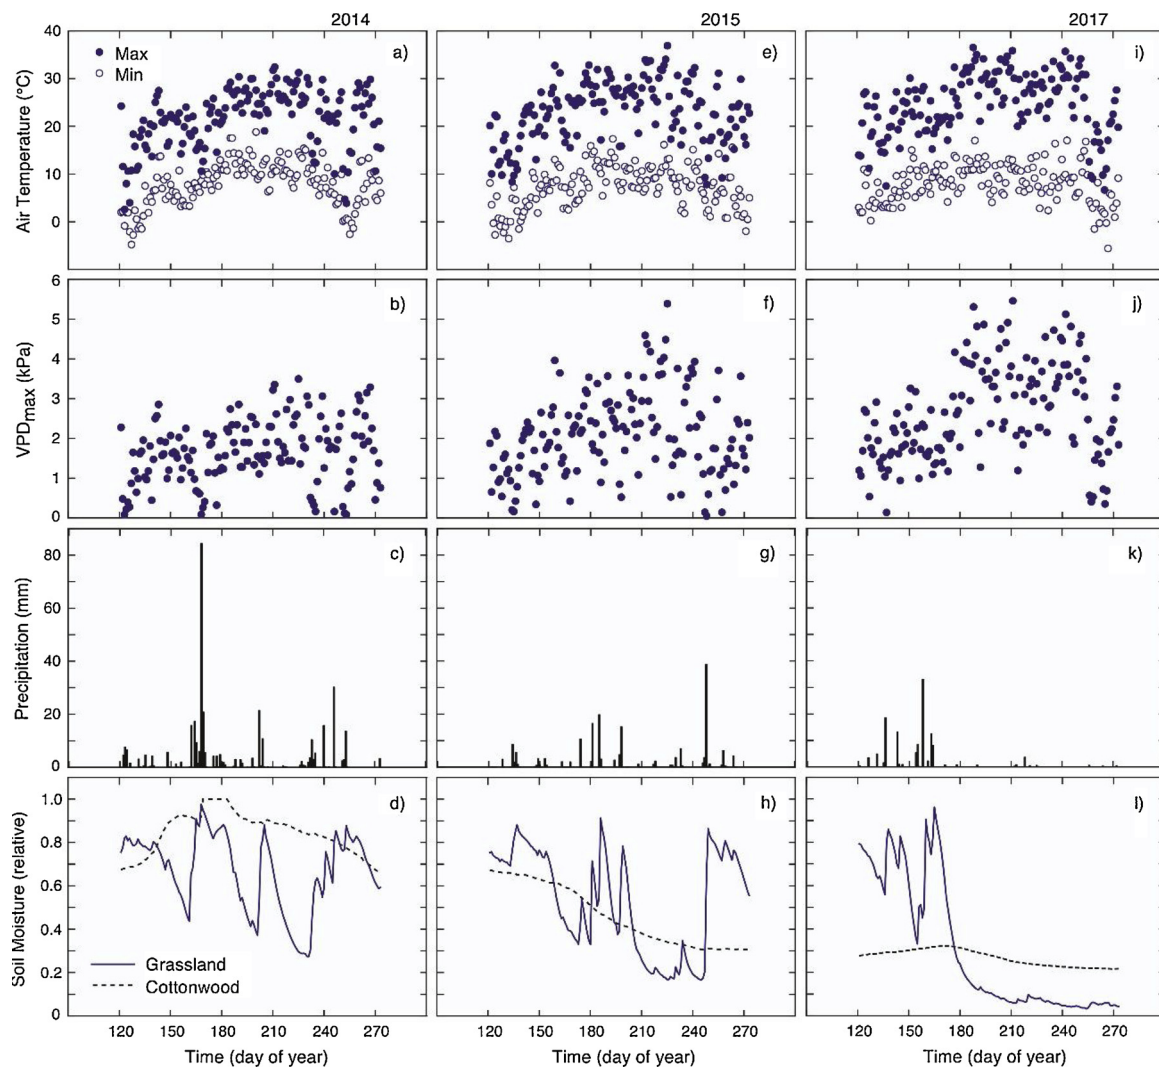 2014 2015 2017
40
30
20
10
0
Air Temperature (°C)
Max
Min
a) e) i)
6
5
4
3
2
1
0
VPDmax (kPa)
b) f) j)
80
60
40
20
0
Precipitation (mm)
c) g) k)
1.0
0.8
0.6
0.4
0.2
0
Soil Moisture (relative)
d) h) l)
Grassland
Cottonwood
120 150 180 210 240 270 120 150 180 210 240 270 120 150 180 210 240 270
Time (day of year) Time (day of year) Time (day of year)